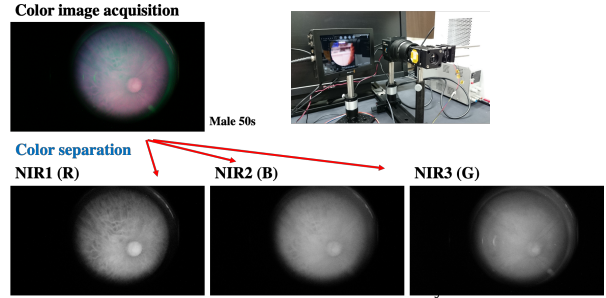 Color image acquisition
Male 50s
Color separation
NIR1 (R)
NIR2 (B)
NIR3 (G)